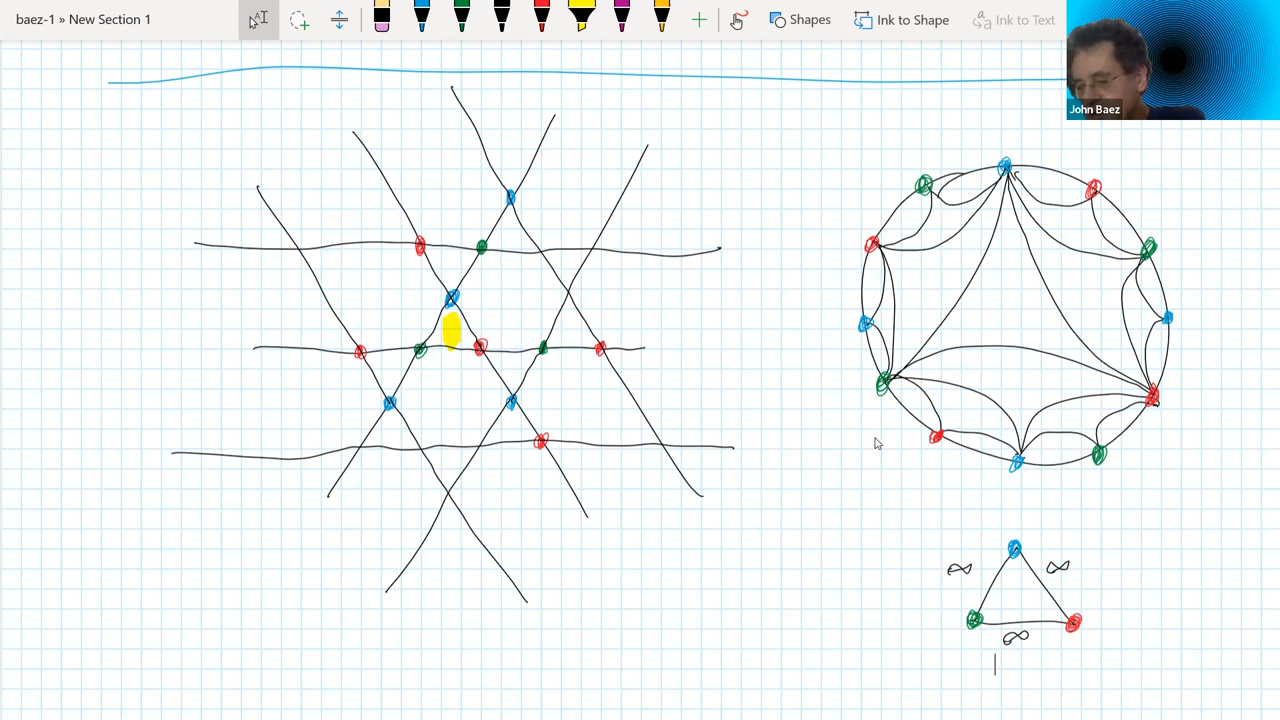 baez-1 » New Section 1
Shapes
Ink to Shape
Ink to Text
John Baez
∞ ∞
∞